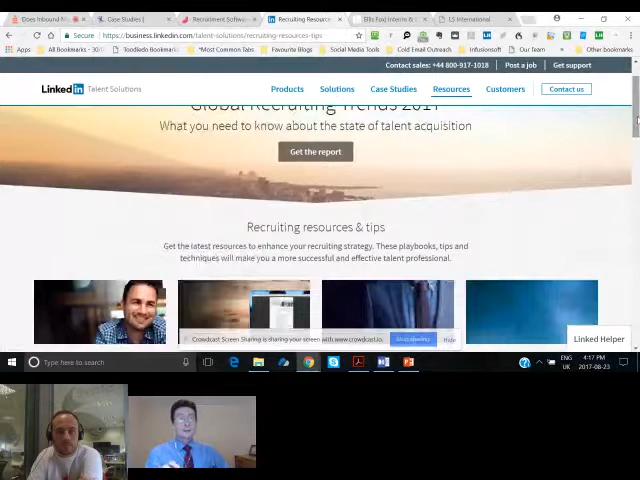 Does Inbound M
Case Studies |
Recruitment Softwar
Recruiting Resource
Ellis Fox| Interim &
LS International
Secure
https://business.linkedin.com/talent-solutions/recruiting-resources-tips
Apps
All Bookmarks - 30/
Toodledo Bookmark
*Most Common Tabs
Favourite Blogs
Social Media Tools
Cold Email Outreach
Infusionsoft
Our Team
Other bookmarks
Contact sales: +44 800-917-1018
Post a job
Get support
Linked in Talent Solutions
Products
Solutions
Case Studies
Resources
Customers
Contact us
Global Recruiting Trends 2017
What you need to know about the state of talent acquisition
Get the report
Recruiting resources & tips
Get the latest resources to enhance your recruiting strategy. These playbooks, tips and
techniques will make you a more successful and effective talent professional.
Crowdcast Screen Sharing is sharing your screen with www.crowdcast.io.
Stop sharing
Hide
Linked Helper
Type here to search
ENG
UK
4:17 PM
2017-08-23